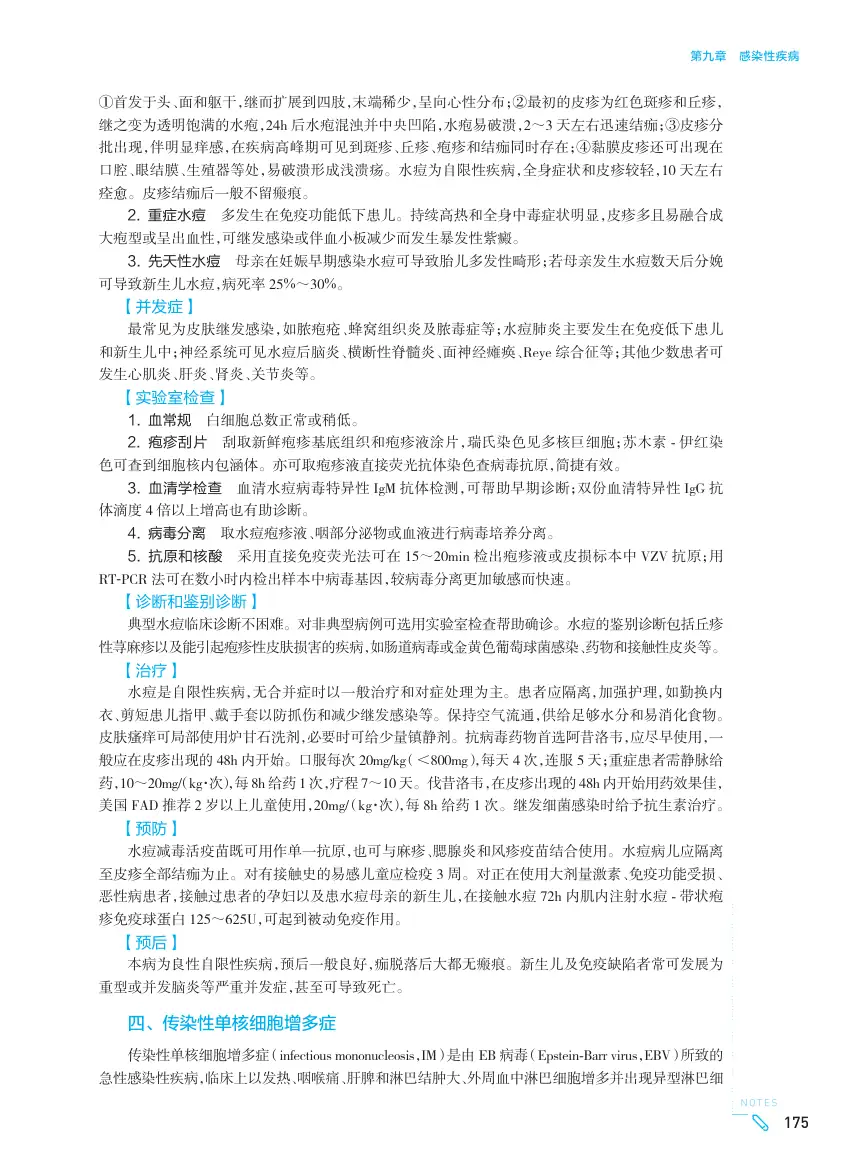 第九章 感染性疾病
①首发于头、面和躯干,继而扩展到四肢,末端稀少,呈向心性分布;②最初的皮疹为红色斑疹和丘疹,
继之变为透明饱满的水疱,24h 后水疱混浊并中央凹陷,水疱易破溃,2～3 天左右迅速结痂;③皮疹分
批出现,伴明显痒感,在疾病高峰期可见到斑疹、丘疹、疱疹和结痂同时存在;④黏膜皮疹还可出现在
口腔、眼结膜、生殖器等处,易破溃形成浅溃疡。水痘为自限性疾病,全身症状和皮疹较轻,10 天左右
痊愈。皮疹结痂后一般不留瘢痕。
2. 重症水痘 多发生在免疫功能低下患儿。持续高热和全身中毒症状明显,皮疹多且易融合成
大疱型或呈出血性,可继发感染或伴血小板减少而发生暴发性紫癜。
3. 先天性水痘 母亲在妊娠早期感染水痘可导致胎儿多发性畸形;若母亲发生水痘数天后分娩
可导致新生儿水痘,病死率 25%～30%。
【并发症】
最常见为皮肤继发感染,如脓疱疮、蜂窝组织炎及脓毒症等;水痘肺炎主要发生在免疫低下患儿
和新生儿中;神经系统可见水痘后脑炎、横断性脊髓炎、面神经瘫痪、Reye 综合征等;其他少数患者可
发生心肌炎、肝炎、肾炎、关节炎等。
【实验室检查】
1. 血常规 白细胞总数正常或稍低。
2. 疱疹刮片 刮取新鲜疱疹基底组织和疱疹液涂片,瑞氏染色见多核巨细胞;苏木素 - 伊红染
色可查到细胞核内包涵体。亦可取疱疹液直接荧光抗体染色查病毒抗原,简捷有效。
3. 血清学检查 血清水痘病毒特异性 IgM 抗体检测,可帮助早期诊断;双份血清特异性 IgG 抗
体滴度 4 倍以上增高也有助诊断。
4. 病毒分离 取水痘疱疹液、咽部分泌物或血液进行病毒培养分离。
5. 抗原和核酸 采用直接免疫荧光法可在 15～20min 检出疱疹液或皮损标本中 VZV 抗原;用
RT-PCR 法可在数小时内检出样本中病毒基因,较病毒分离更加敏感而快速。
【诊断和鉴别诊断】
典型水痘临床诊断不困难。对非典型病例可选用实验室检查帮助确诊。水痘的鉴别诊断包括丘疹
性荨麻疹以及能引起疱疹性皮肤损害的疾病,如肠道病毒或金黄色葡萄球菌感染、药物和接触性皮炎等。
【治疗】
水痘是自限性疾病,无合并症时以一般治疗和对症处理为主。患者应隔离,加强护理,如勤换内
衣、剪短患儿指甲、戴手套以防抓伤和减少继发感染等。保持空气流通,供给足够水分和易消化食物。
皮肤瘙痒可局部使用炉甘石洗剂,必要时可给少量镇静剂。抗病毒药物首选阿昔洛韦,应尽早使用,一
般应在皮疹出现的 48h 内开始。口服每次 20mg/kg(<800mg),每天 4 次,连服 5 天;重症患者需静脉给
药,10～20mg/(kg·次),每 8h 给药 1 次,疗程 7～10 天。伐昔洛韦,在皮疹出现的 48h 内开始用药效果佳,
美国 FAD 推荐 2 岁以上儿童使用,20mg/(kg·次),每 8h 给药 1 次。继发细菌感染时给予抗生素治疗。
【预防】
水痘减毒活疫苗既可用作单一抗原,也可与麻疹、腮腺炎和风疹疫苗结合使用。水痘病儿应隔离
至皮疹全部结痂为止。对有接触史的易感儿童应检疫 3 周。对正在使用大剂量激素、免疫功能受损、
恶性病患者,接触过患者的孕妇以及患水痘母亲的新生儿,在接触水痘 72h 内肌内注射水痘 - 带状疱
疹免疫球蛋白 125～625U,可起到被动免疫作用。
【预后】
本病为良性自限性疾病,预后一般良好,痂脱落后大都无瘢痕。新生儿及免疫缺陷者常可发展为
重型或并发脑炎等严重并发症,甚至可导致死亡。
四、传染性单核细胞增多症
传染性单核细胞增多症(infectious mononucleosis,IM)是由 EB 病毒(Epstein-Barr virus,EBV)所致的
急性感染性疾病,临床上以发热、咽喉痛、肝脾和淋巴结肿大、外周血中淋巴细胞增多并出现异型淋巴细
NOTES
175